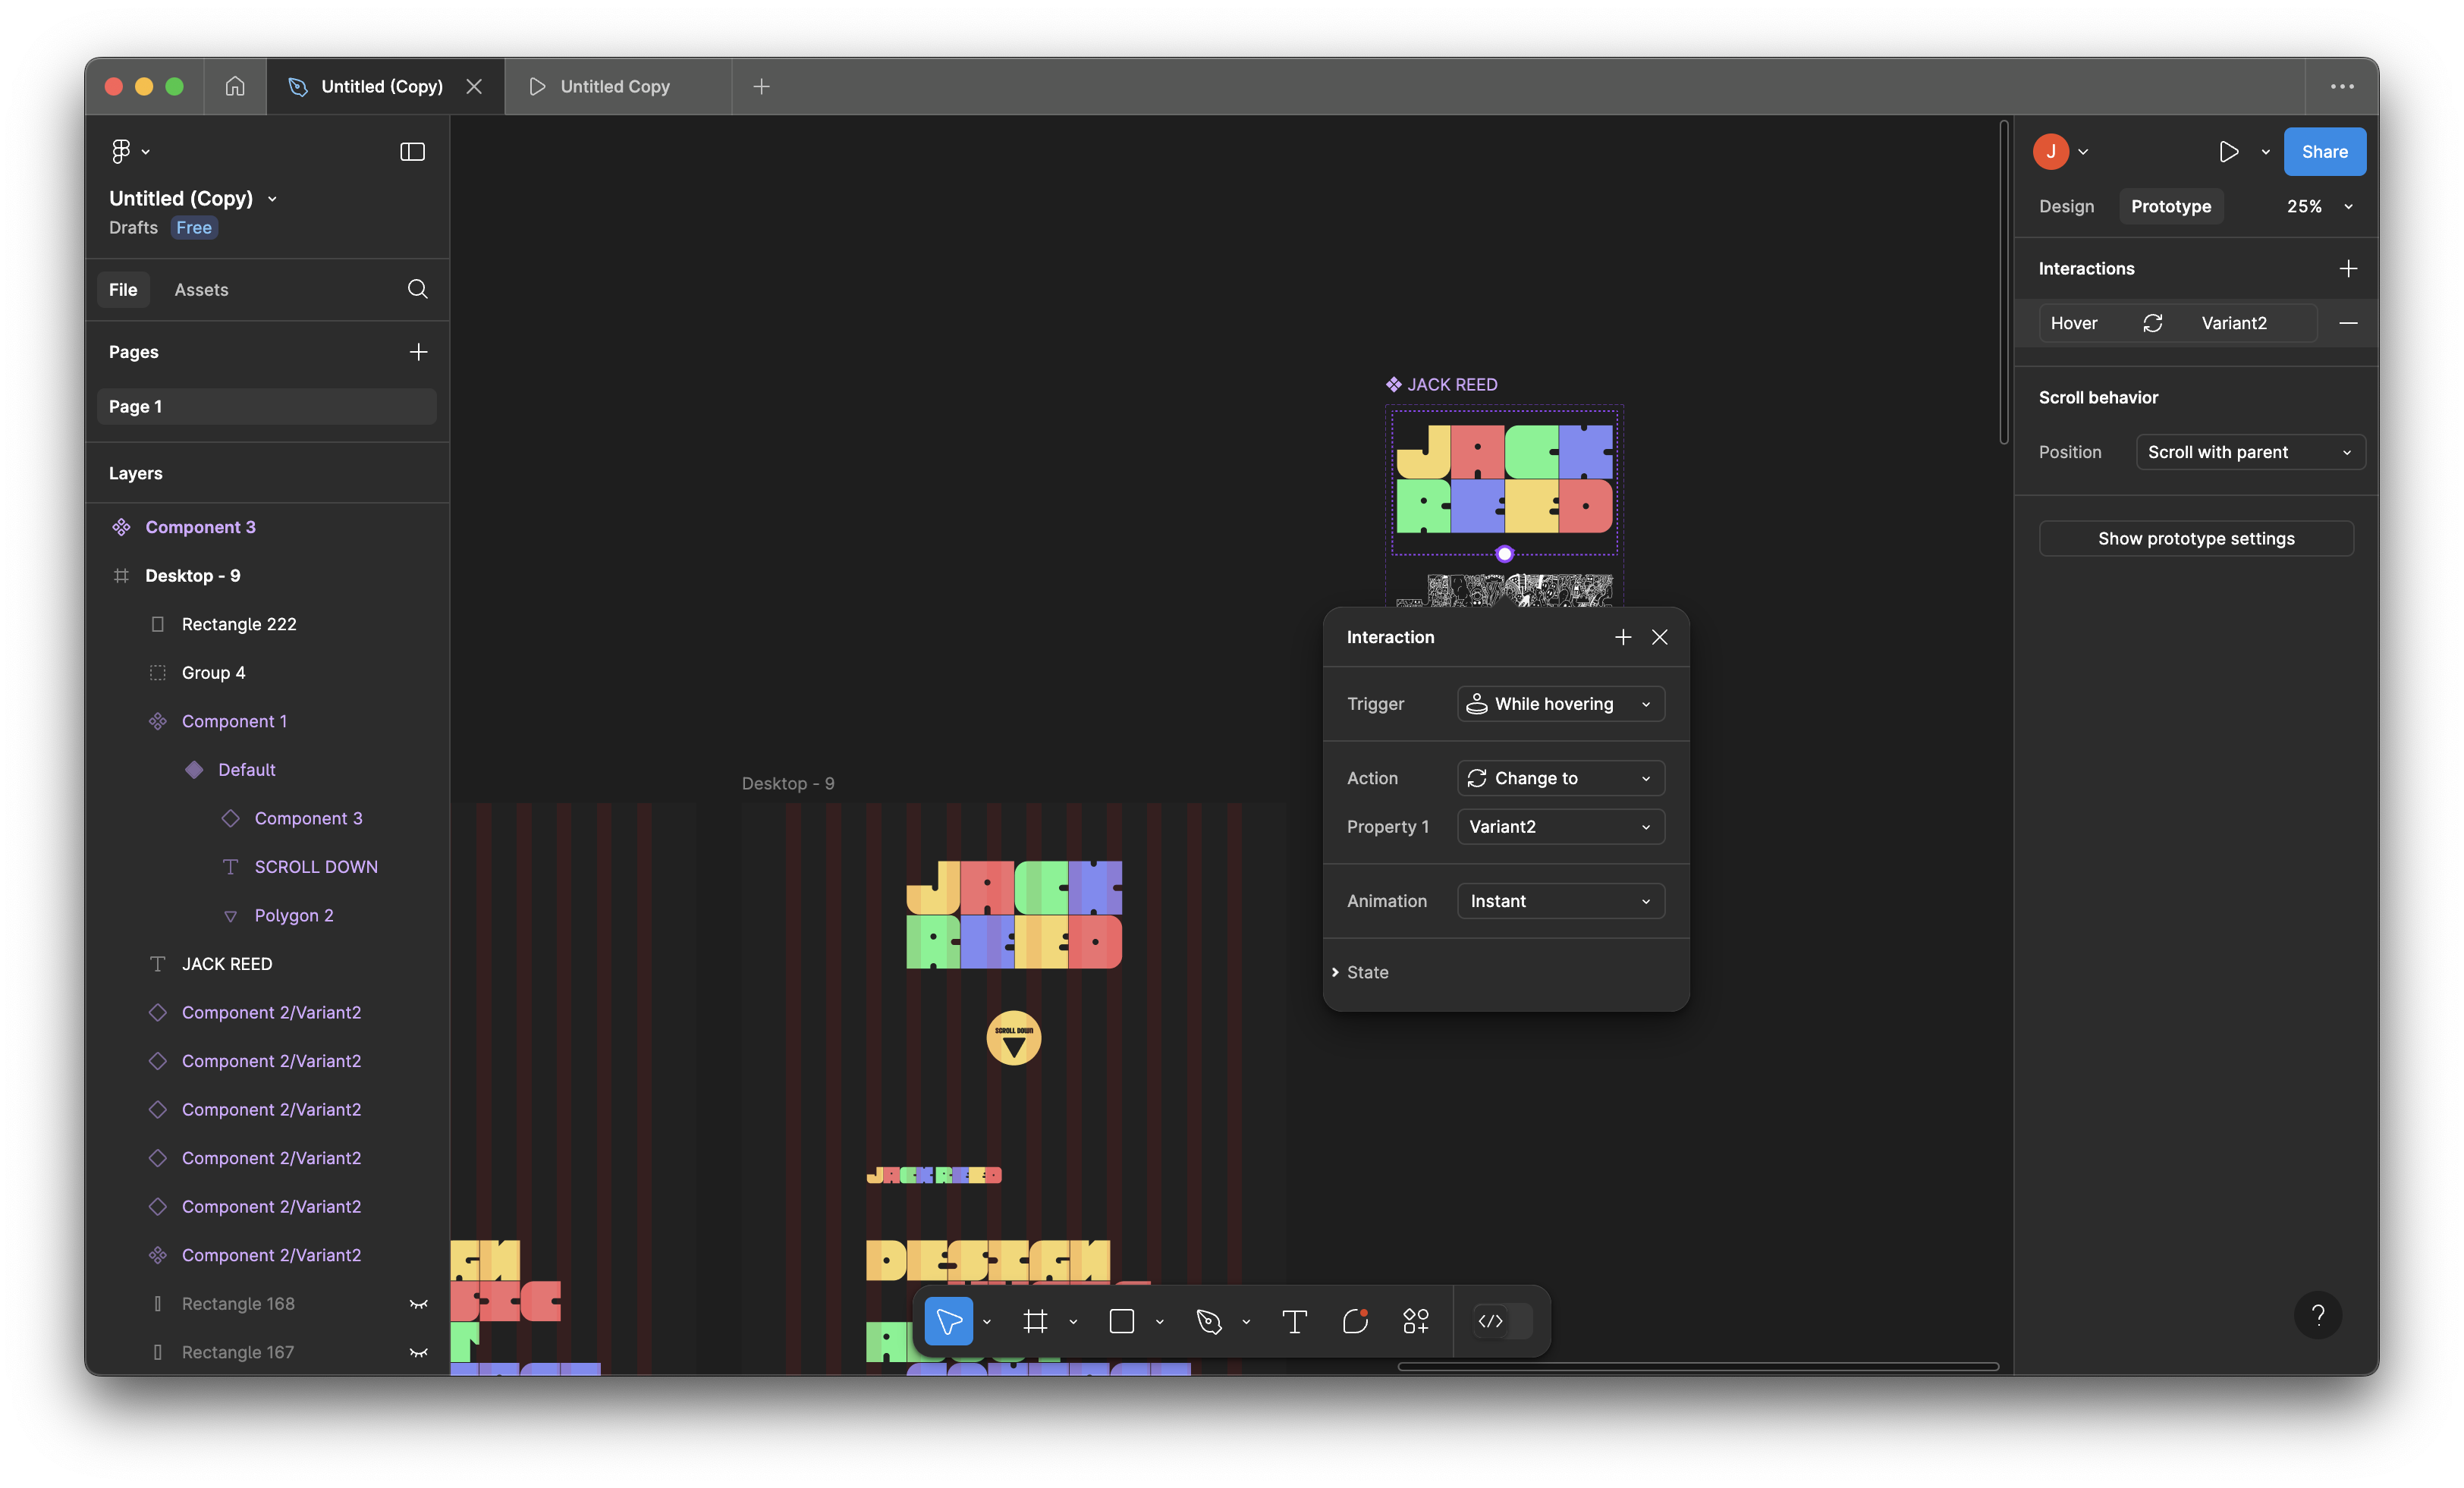 Untitled (Copy)
Untitled Copy
Untitled (Copy)
Drafts Free
File Assets
Pages
Page 1
Layers
Component 3
Desktop - 9
Rectangle 222
Group 4
Component 1
Default
Component 3
SCROLL DOWN
Polygon 2
JACK REED
Component 2/Variant2
Component 2/Variant2
Component 2/Variant2
Component 2/Variant2
Component 2/Variant2
Component 2/Variant2
Rectangle 168
Rectangle 167
JACK REED
JACK
REED
Interaction
Trigger While hovering
Action Change to
Property 1 Variant2
Animation Instant
State
Desktop - 9
JACK
REED
SCROLL DOWN
JACK REED
DESIGN
J
Share
Design Prototype 25%
Interactions
Hover Variant2
Scroll behavior
Position Scroll with parent
Show prototype settings
?